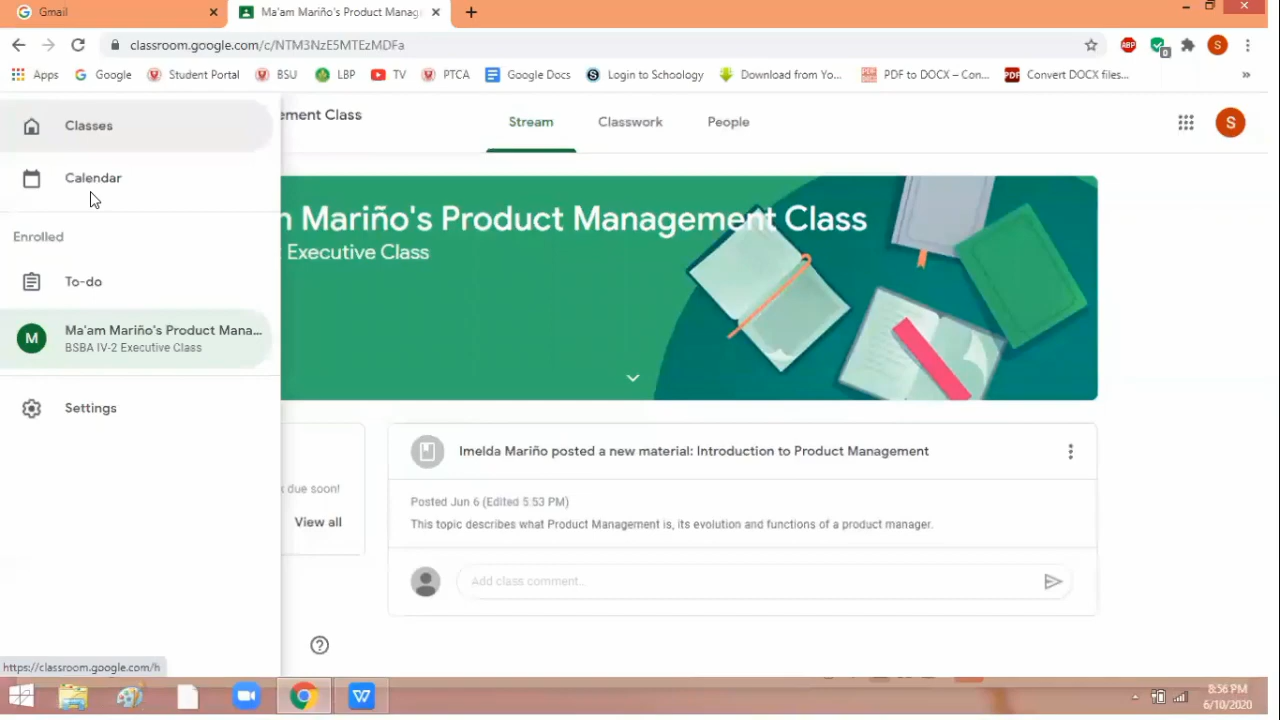 Gmail
Ma'am Mariño's Product Manag
classroom.google.com/c/NTM3NzE5MTEzMDFa
ABP
0
S
Apps
Google
Student Portal
BSU
LBP
TV
PTCA
Google Docs
Login to Schoology
Download from Yo...
PDF to DOCX – Con...
PDF
Convert DOCX files...
»
Classes
ement Class
Stream
Classwork
People
S
Calendar
Enrolled
To-do
M
Ma'am Mariño's Product Mana...
BSBA IV-2 Executive Class
Settings
m Mariño's Product Management Class
Executive Class
k due soon!
View all
Imelda Mariño posted a new material: Introduction to Product Management
Posted Jun 6 (Edited 5:53 PM)
This topic describes what Product Management is, its evolution and functions of a product manager.
Add class comment...
https://classroom.google.com/h
W
8:56 PM
6/10/2020